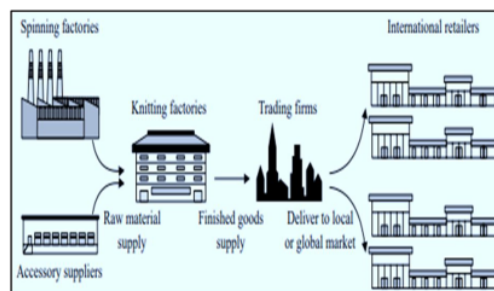 Spinning factories
International retailers
Knitting factories
Trading firms
Raw material
supply
Finished goods
supply
Deliver to local
or global market
Accessory suppliers